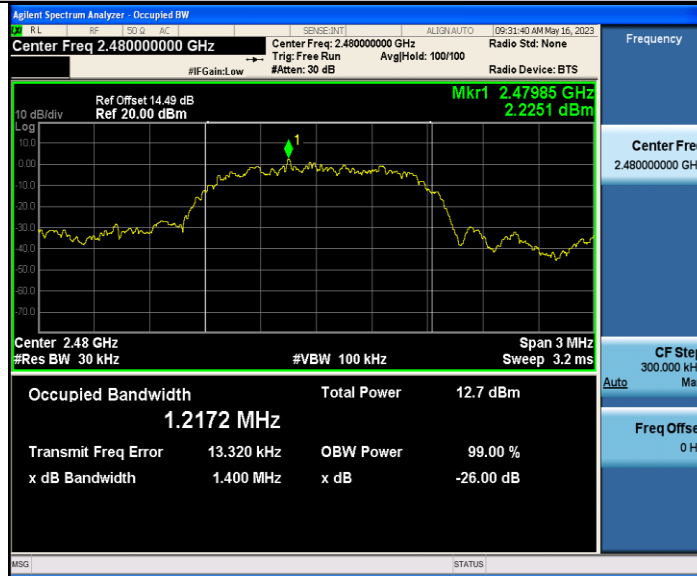 Agilent Spectrum Analyzer - Occupied BW
RL RF 50 Ω AC SENSE:INT ALIGN AUTO 09:31:40 AM May 16, 2023
Center Freq 2.480000000 GHz
Center Freq: 2.480000000 GHz
Radio Std: None
Trig: Free Run Avg|Hold: 100/100
#IFGain:Low #Atten: 30 dB Radio Device: BTS
Frequency
Mkr1 2.47985 GHz
2.2251 dBm
Ref Offset 14.49 dB
10 dB/div Ref 20.00 dBm
Log
1
10.0
0.00
-10.0
-20.0
-30.0
-40.0
-50.0
-60.0
-70.0
Center Fre
2.480000000 GH
Center 2.48 GHz Span 3 MHz
#Res BW 30 kHz #VBW 100 kHz Sweep 3.2 ms
CF Ste
300.000 kH
Auto Ma
Occupied Bandwidth Total Power 12.7 dBm
1.2172 MHz
Transmit Freq Error 13.320 kHz OBW Power 99.00 %
x dB Bandwidth 1.400 MHz x dB -26.00 dB
Freq Offse
0 H
MSG STATUS